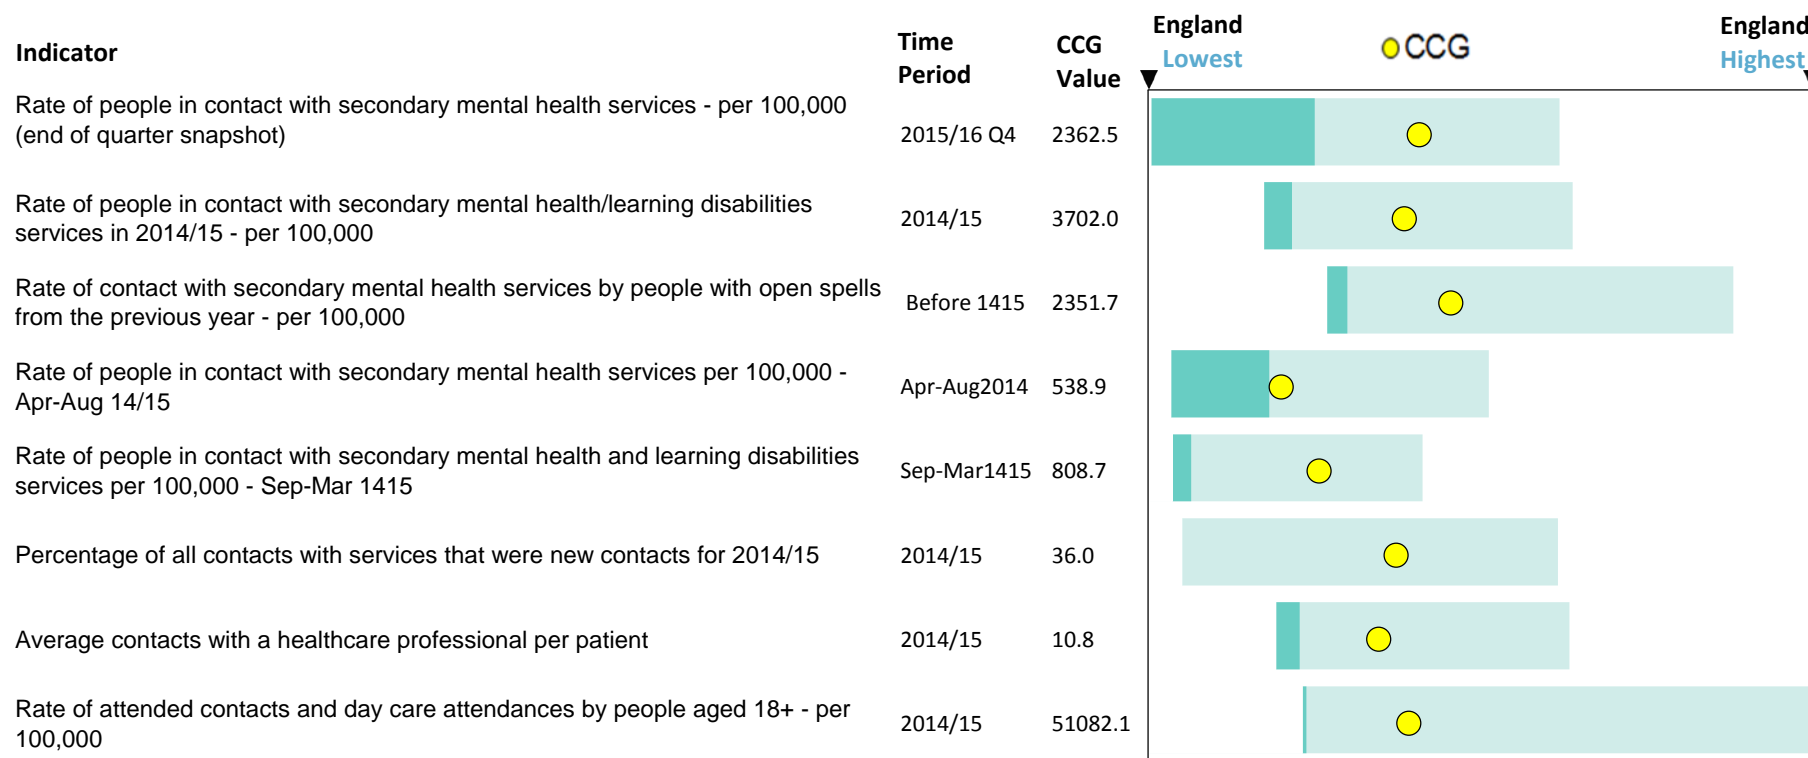 Indicator
Time Period
CCG Value
England Lowest
CCG
England Highest
Rate of people in contact with secondary mental health services - per 100,000
(end of quarter snapshot)
2015/16 Q4 2362.5
Rate of people in contact with secondary mental health/learning disabilities
services in 2014/15 - per 100,000
2014/15 3702.0
Rate of contact with secondary mental health services by people with open spells
from the previous year - per 100,000
Before 1415 2351.7
Rate of people in contact with secondary mental health services per 100,000 -
Apr-Aug 14/15
Apr-Aug2014 538.9
Rate of people in contact with secondary mental health and learning disabilities
services per 100,000 - Sep-Mar 1415
Sep-Mar1415 808.7
Percentage of all contacts with services that were new contacts for 2014/15 2014/15 36.0
Average contacts with a healthcare professional per patient 2014/15 10.8
Rate of attended contacts and day care attendances by people aged 18+ - per
100,000
2014/15 51082.1